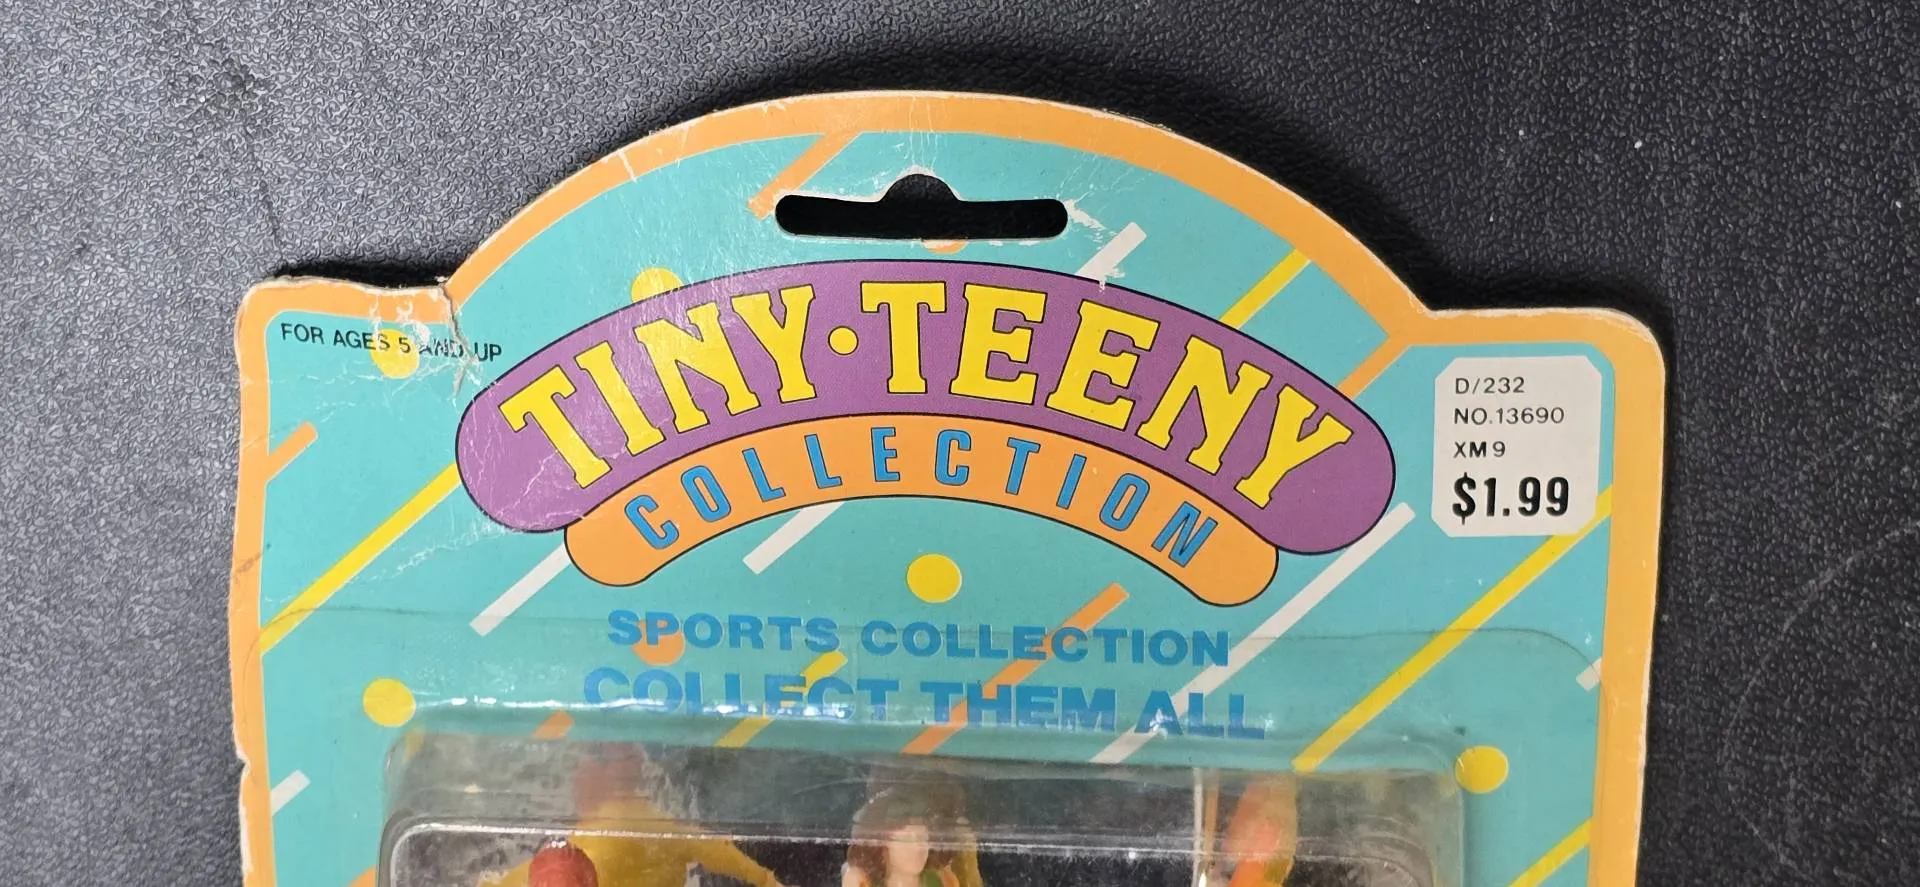 FOR AGES 5 AND UP
TINY•TEENY
COLLECTION
D/232
NO.13690
XM9
$1.99
SPORTS COLLECTION
COLLECT THEM ALL